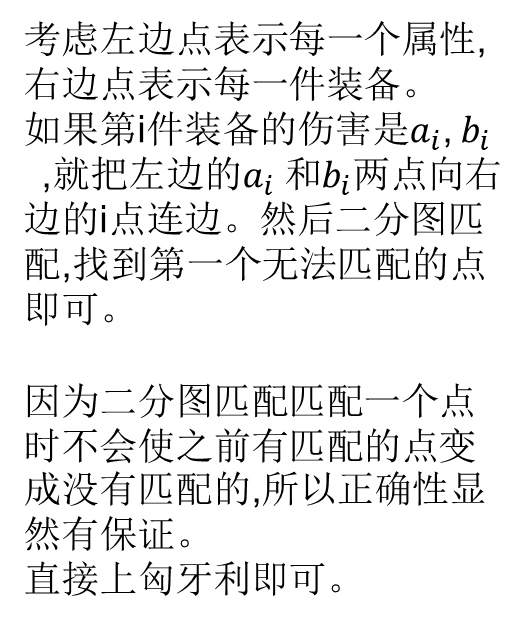 考虑左边点表示每一个属性,
右边点表示每一件装备。
如果第i件装备的伤害是aᵢ, bᵢ
,就把左边的aᵢ 和bᵢ两点向右
边的i点连边。然后二分图匹
配,找到第一个无法匹配的点
即可。
因为二分图匹配匹配一个点
时不会使之前有匹配的点变
成没有匹配的,所以正确性显
然有保证。
直接上匈牙利即可。